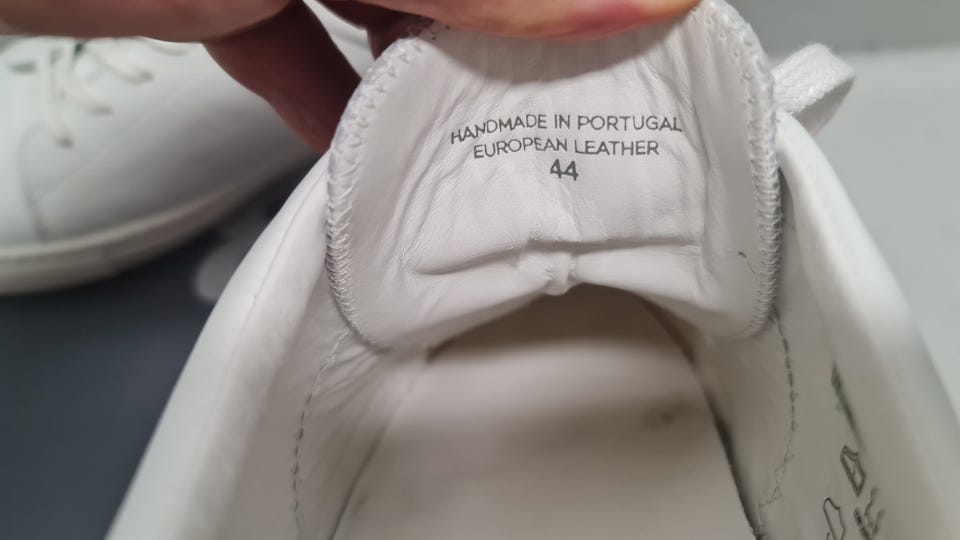 HANDMADE IN PORTUGAL
EUROPEAN LEATHER
44